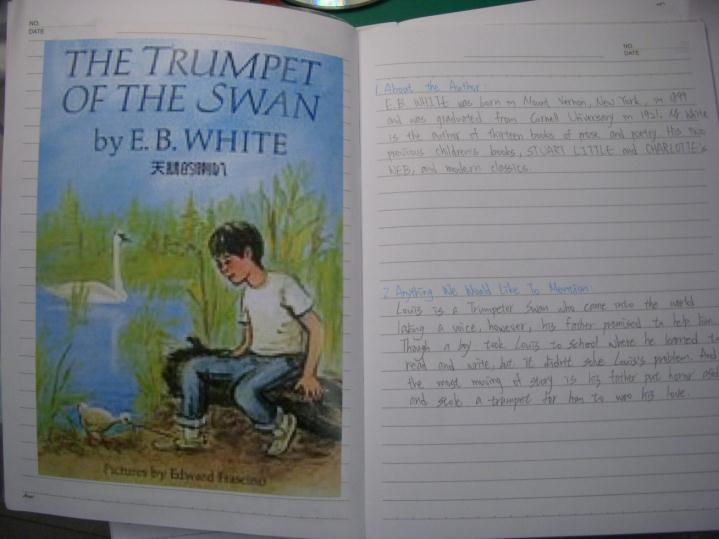 NO.
DATE
THE TRUMPET
OF THE SWAN
by E. B. WHITE
天鹅的喇叭
Pictures by Edward Frascino
NO.
DATE
1. About the Author:
E.B. WHITE was born in Mount Vernon, New York, in 1899
and was graduated from Cornell University in 1921. Mr White
is the author of thirteen books of prose and poetry. His two
previous children's books, STUART LITTLE and CHARLOTTE's
WEB, and modern classics.
2. Anything We Would Like To Mension:
Louis is a Trumpeter Swan who came into the world
laking a voice, however, his father promised to help him.
Though a boy took Louis to school where he learned to
read and write, but it didn't solve Louis's problem. And
the most moving of story is his father put honor aside
and stole a trumpet for him to woo his love.